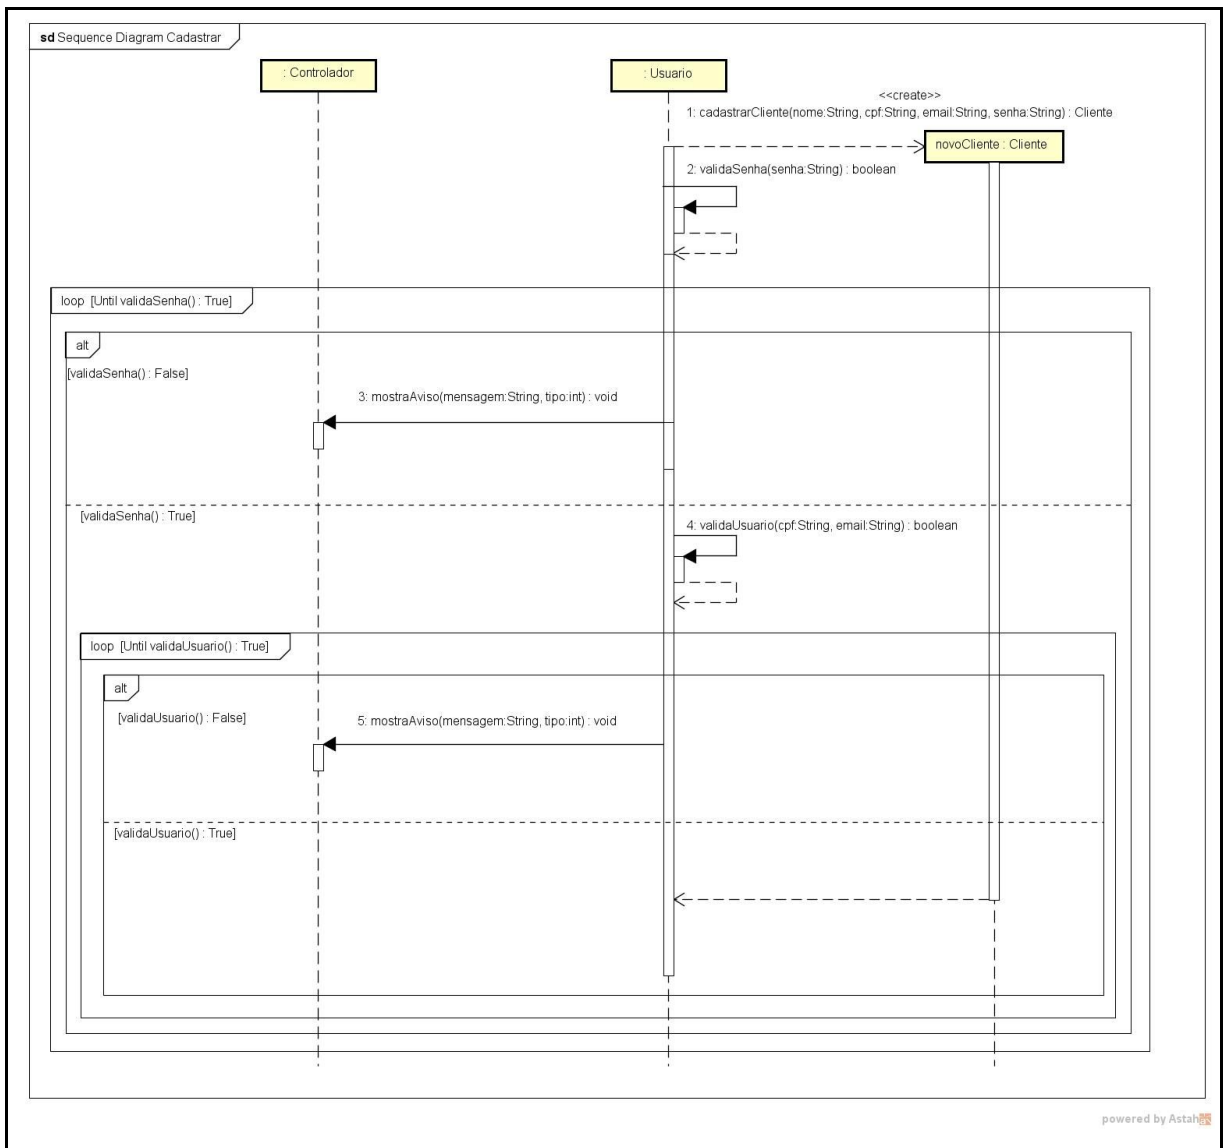 sd Sequence Diagram Cadastrar
: Controlador
: Usuario
<<create>>
1: cadastrarCliente(nome:String, cpf:String, email:String, senha:String) : Cliente
novoCliente : Cliente
2: validaSenha(senha:String) : boolean
loop [Until validaSenha() : True]
alt
[validaSenha() : False]
3: mostraAviso(mensagem:String, tipo:int) : void
[validaSenha() : True]
4: validaUsuario(cpf:String, email:String) : boolean
loop [Until validaUsuario() : True]
alt
[validaUsuario() : False]
5: mostraAviso(mensagem:String, tipo:int) : void
[validaUsuario() : True]
powered by Astah